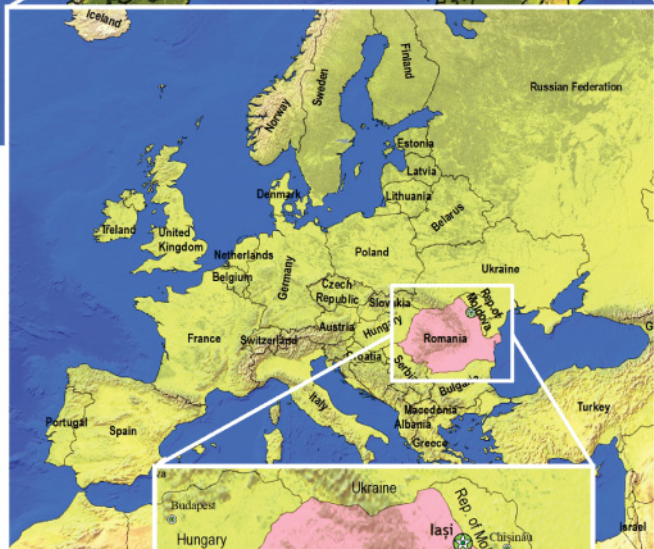 Iceland
Finland
Sweden
Norway
Russian Federation
Estonia
Latvia
Lithuania
Denmark
Belarus
Ireland
United
Kingdom
Netherlands
Belgium
Germany
Poland
Ukraine
Czech
Republic
Slovakia
Rep of
Moldova
France
Switzerland
Austria
Hungary
Romania
Croatia
Serbia
Bulgaria
Italy
Portugal
Spain
Macedonia
Albania
Greece
Turkey
Israel
Ukraine
Budapest
Hungary
Iași
Rep of Mo
Chișinău